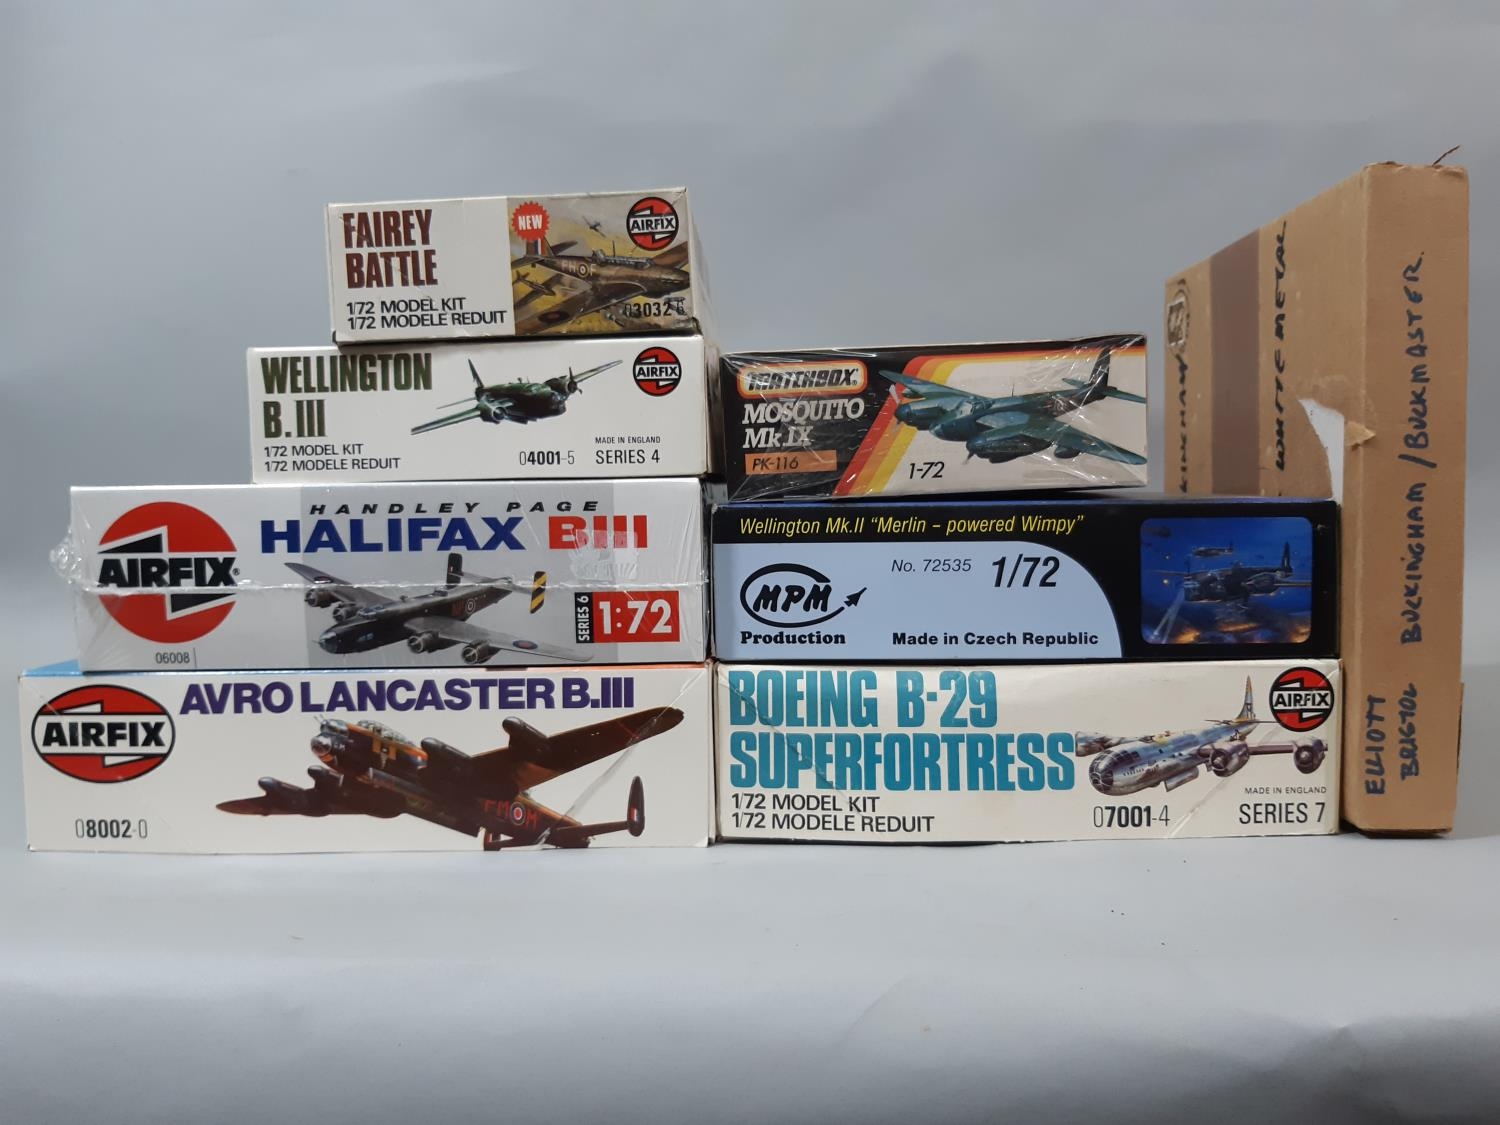 FAIREY
BATTLE
NEW
AIRFIX
1/72 MODEL KIT
1/72 MODELE REDUIT
03032-6
FH F
WELLINGTON
B.III
AIRFIX
1/72 MODEL KIT
1/72 MODELE REDUIT
MADE IN ENGLAND
04001-5 SERIES 4
HANDLEY PAGE
HALIFAX BIII
AIRFIX®
SERIES 6
1:72
06008
AVRO LANCASTER B.III
AIRFIX
08002-0
MATCHBOX®
MOSQUITO
Mk.IX
PK-116
1-72
Wellington Mk.II "Merlin - powered Wimpy"
No. 72535 1/72
MPM
Production
Made in Czech Republic
BOEING B-29
SUPERFORTRESS
AIRFIX
1/72 MODEL KIT
1/72 MODELE REDUIT
MADE IN ENGLAND
07001-4 SERIES 7
WHITE METAL
ELLIOTT
BRISTOL BUCKINGHAM / BUCKMASTER.